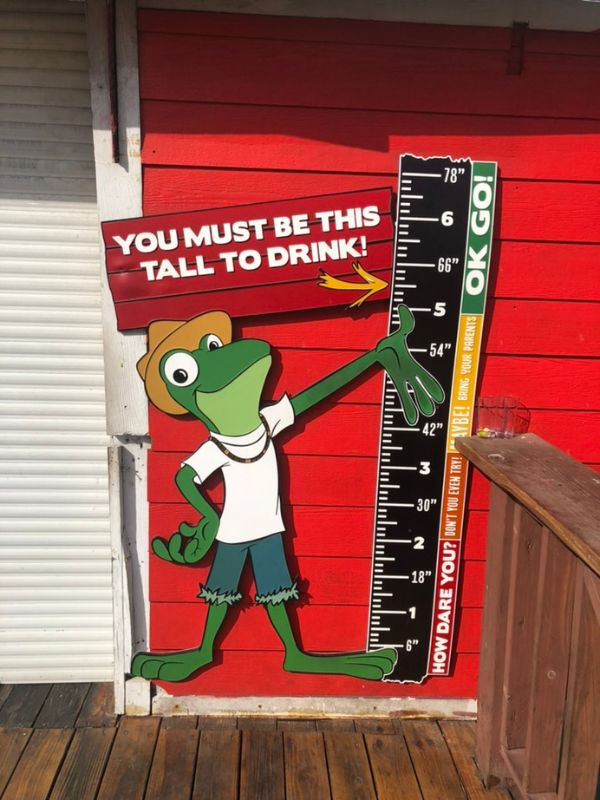 YOU MUST BE THIS
TALL TO DRINK!
78”
6
66”
5
54”
42”
3
30”
2
18”
1
6”
OK GO!
BRING YOUR PARENTS
AYBE!
DON'T YOU EVEN TRY!
HOW DARE YOU?